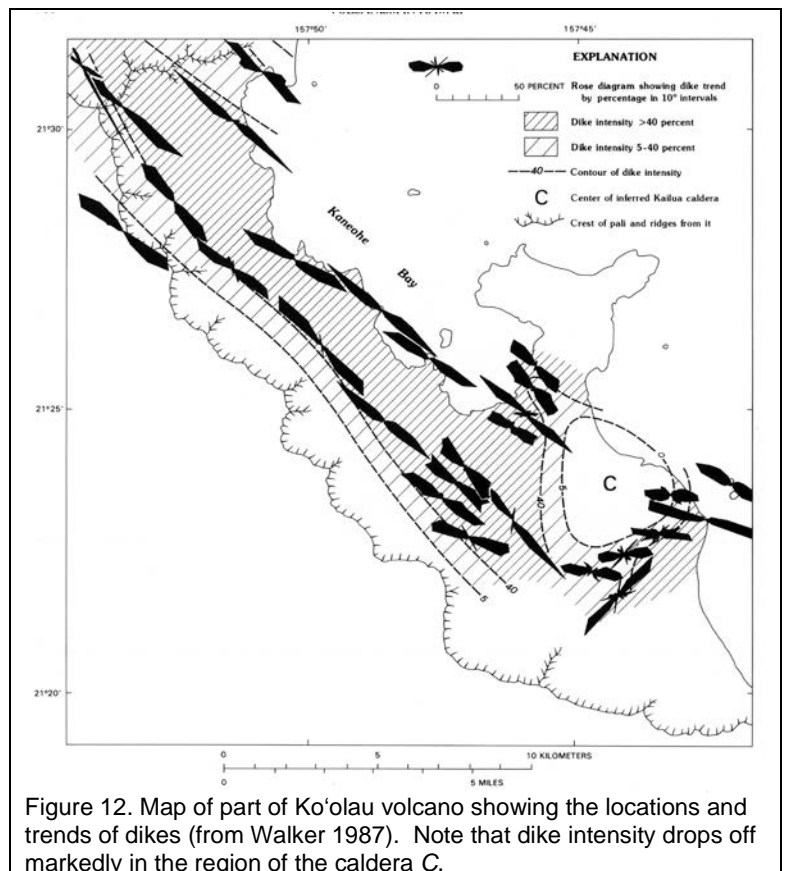 157°50'
157°45'
EXPLANATION
0
50 PERCENT
Rose diagram showing dike trend
by percentage in 10° intervals
Dike intensity >40 percent
Dike intensity 5-40 percent
40
Contour of dike intensity
C
Center of inferred Kailua caldera
Crest of pali and ridges from it
21°30'
Kaneohe
Bay
21°25'
0
C
5
40
40
5
21°20'
0
5
10 KILOMETERS
0
5 MILES
Figure 12. Map of part of Ko‘olau volcano showing the locations and
trends of dikes (from Walker 1987). Note that dike intensity drops off
markedly in the region of the caldera C.